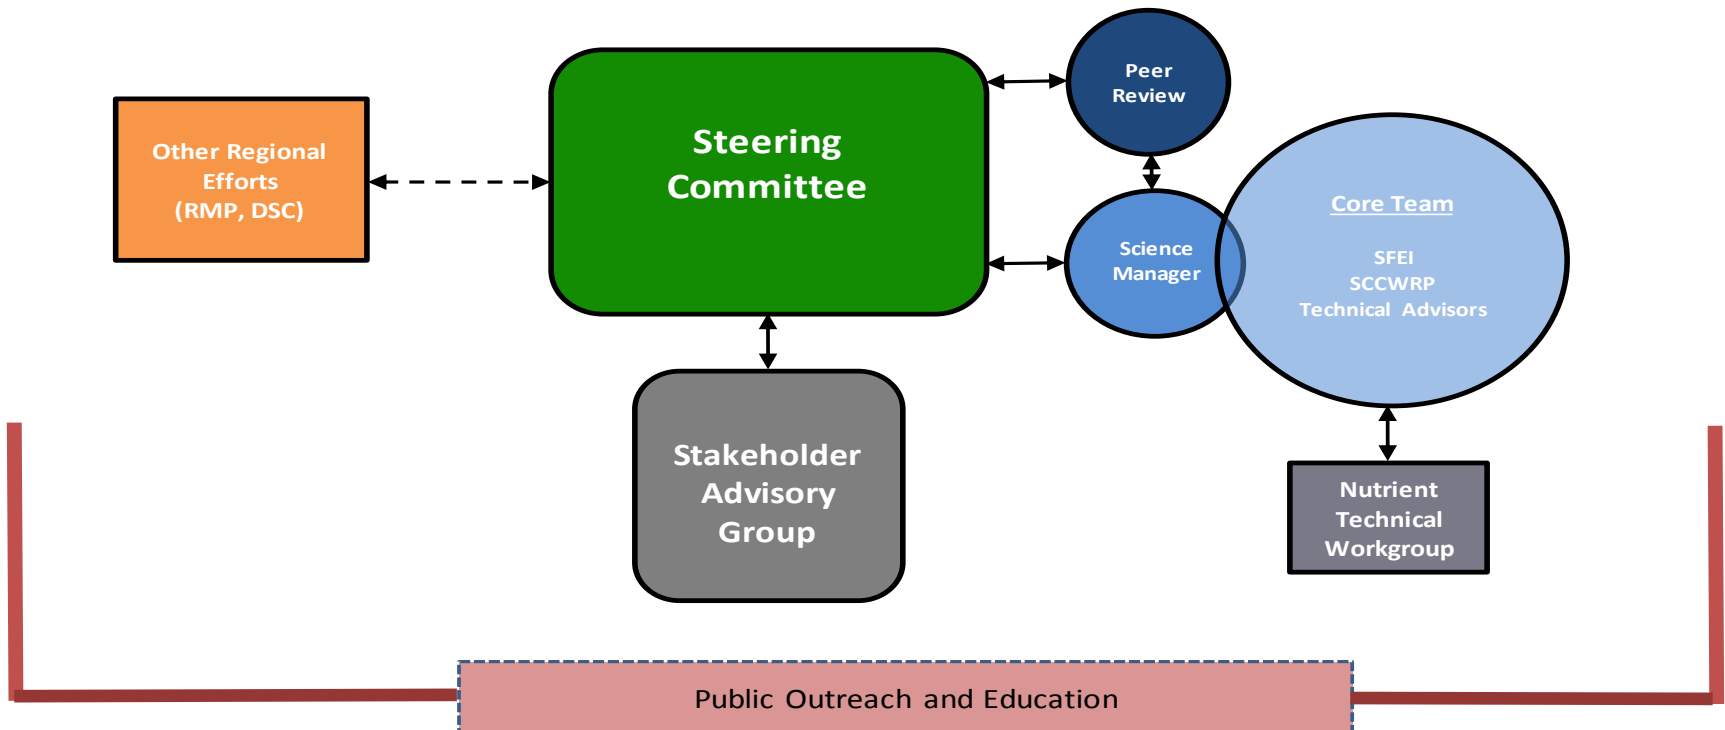 Peer
Review
Steering
Committee
Other Regional
Efforts
(RMP, DSC)
Core Team
SFEI
SCCWRP
Technical Advisors
Science
Manager
Stakeholder
Advisory
Group
Nutrient
Technical
Workgroup
Public Outreach and Education